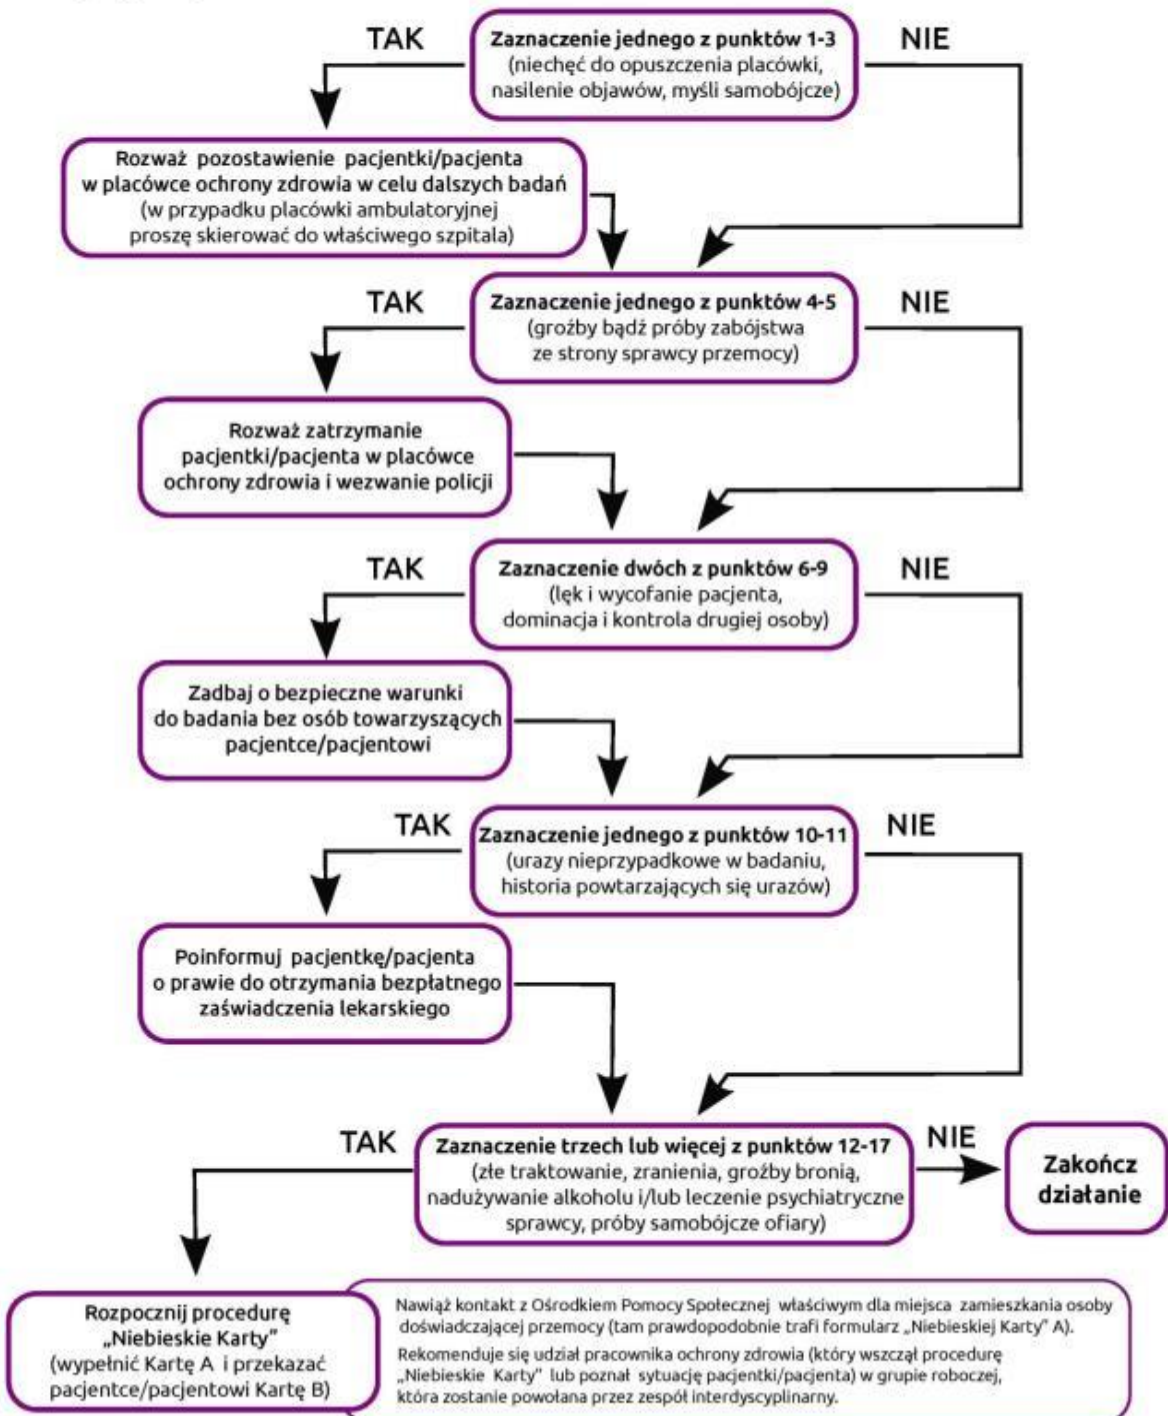 TAK
Zaznaczenie jednego z punktów 1-3
(niechęć do opuszczenia placówki,
nasilenie objawów, myśli samobójcze)
NIE
Rozważ pozostawienie pacjentki/pacjenta
w placówce ochrony zdrowia w celu dalszych badań
(w przypadku placówki ambulatoryjnej
proszę skierować do właściwego szpitala)
TAK
Zaznaczenie jednego z punktów 4-5
(groźby bądź próby zabójstwa
ze strony sprawcy przemocy)
NIE
Rozważ zatrzymanie
pacjentki/pacjenta w placówce
ochrony zdrowia i wezwanie policji
TAK
Zaznaczenie dwóch z punktów 6-9
(lęk i wycofanie pacjenta,
dominacja i kontrola drugiej osoby)
NIE
Zadbaj o bezpieczne warunki
do badania bez osób towarzyszących
pacjentce/pacjentowi
TAK
Zaznaczenie jednego z punktów 10-11
(urazy nieprzypadkowe w badaniu,
historia powtarzających się urazów)
NIE
Poinformuj pacjentkę/pacjenta
o prawie do otrzymania bezpłatnego
zaświadczenia lekarskiego
TAK
Zaznaczenie trzech lub więcej z punktów 12-17
(złe traktowanie, zranienia, groźby bronią,
nadużywanie alkoholu i/lub leczenie psychiatryczne
sprawcy, próby samobójcze ofiary)
NIE
Zakończ
działanie
Rozpocznij procedurę
„Niebieskie Karty”
(wypełnić Kartę A i przekazać
pacjentce/pacjentowi Kartę B)
Nawiąż kontakt z Ośrodkiem Pomocy Społecznej właściwym dla miejsca zamieszkania osoby
doświadczającej przemocy (tam prawdopodobnie trafi formularz „Niebieskiej Karty” A).
Rekomenduje się udział pracownika ochrony zdrowia (który wszczął procedurę
„Niebieskie Karty” lub poznał sytuację pacjentki/pacjenta) w grupie roboczej,
która zostanie powołana przez zespół interdyscyplinarny.